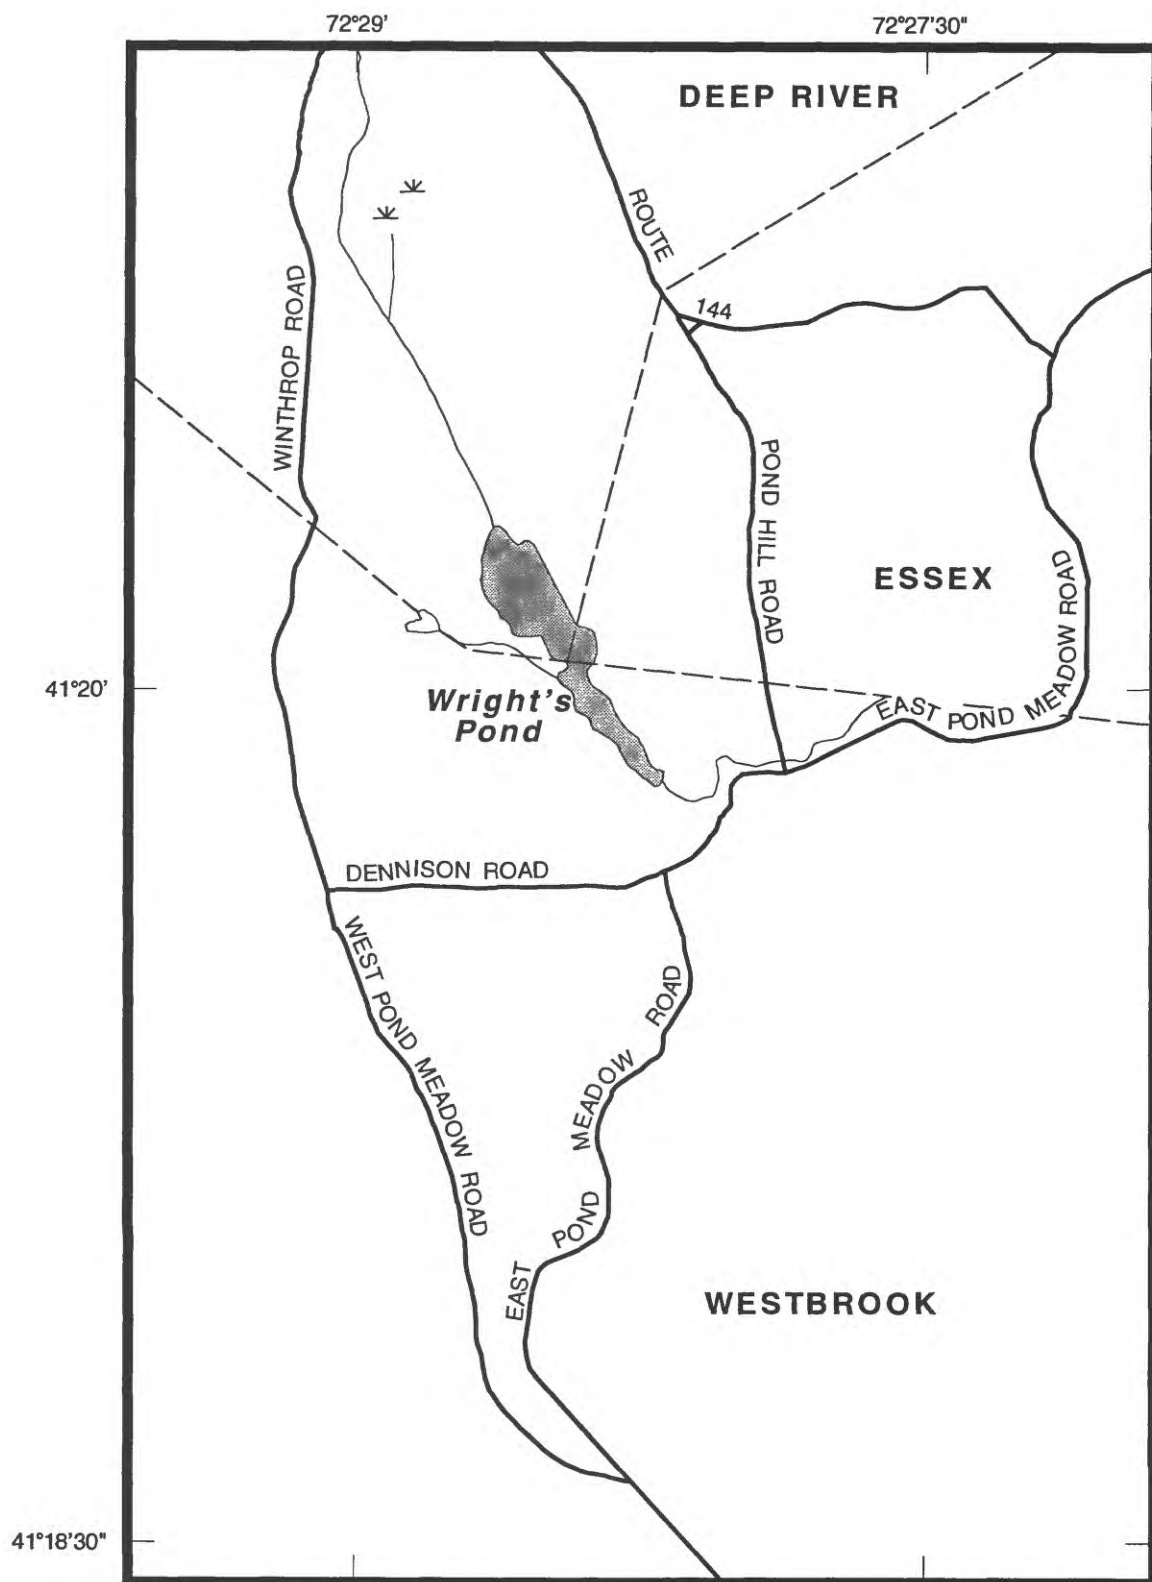 72°29'
72°27'30"
DEEP RIVER
ROUTE
144
WINTHROP ROAD
POND HILL ROAD
ESSEX
EAST POND MEADOW ROAD
41°20'
Wright's
Pond
DENNISON ROAD
WEST POND MEADOW ROAD
EAST POND MEADOW ROAD
WESTBROOK
41°18'30"